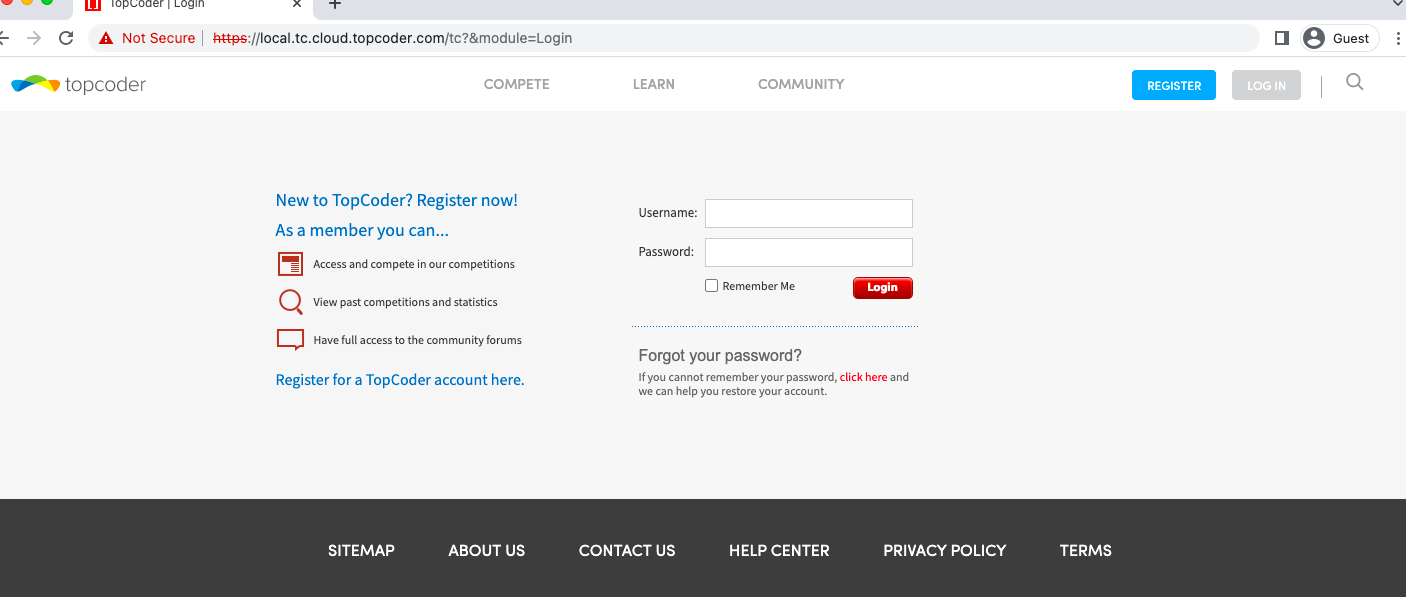 TopCoder | Login
Not Secure https://local.tc.cloud.topcoder.com/tc?&module=Login Guest
topcoder COMPETE LEARN COMMUNITY REGISTER LOG IN
New to TopCoder? Register now!
As a member you can...
Access and compete in our competitions
View past competitions and statistics
Have full access to the community forums
Register for a TopCoder account here.
Username:
Password:
Remember Me Login
Forgot your password?
If you cannot remember your password, click here and
we can help you restore your account.
SITEMAP ABOUT US CONTACT US HELP CENTER PRIVACY POLICY TERMS